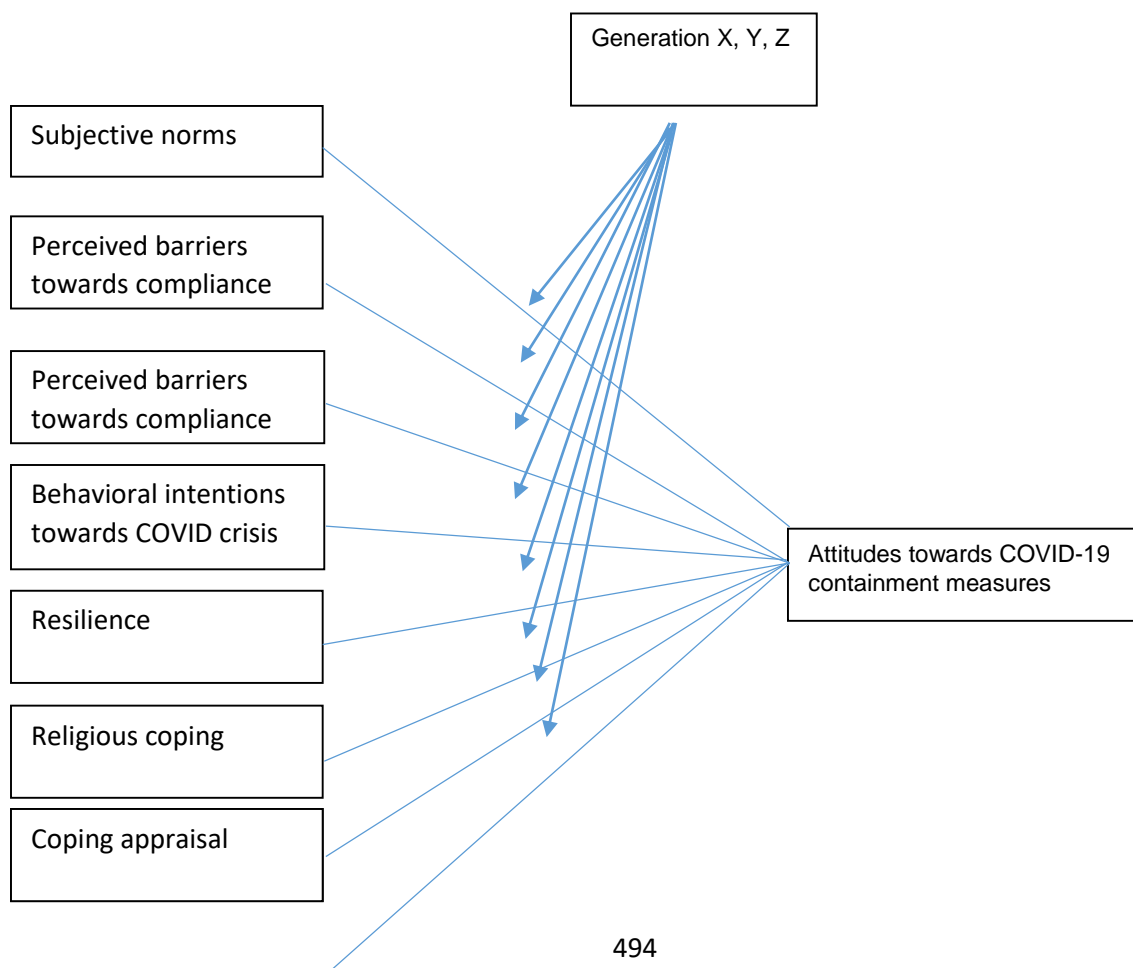 Generation X, Y, Z
Subjective norms
Perceived barriers
towards compliance
Perceived barriers
towards compliance
Behavioral intentions
towards COVID crisis
Attitudes towards COVID-19
containment measures
Resilience
Religious coping
Coping appraisal
494